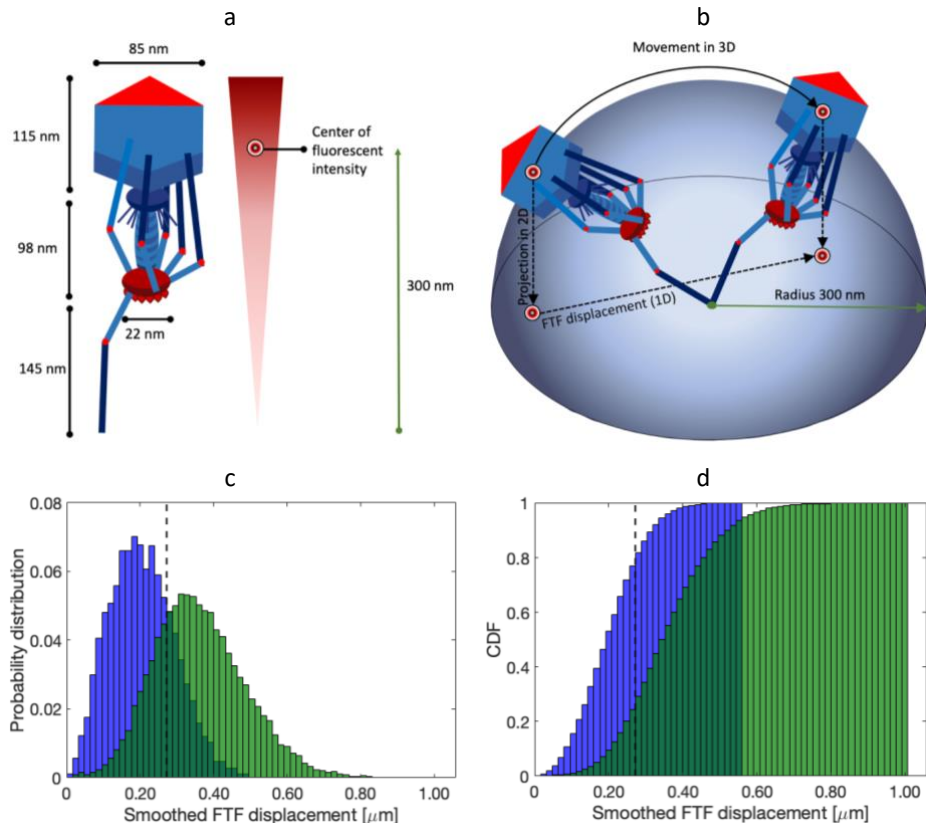 a
85 nm
115 nm
98 nm
145 nm
22 nm
Center of
fluorescent
intensity
300 nm
b
Movement in 3D
Projection in 2D
FTF displacement (1D)
Radius 300 nm
c
Probability distribution
0.08
0.06
0.04
0.02
0
0 0.20 0.40 0.60 0.80 1.00
Smoothed FTF displacement [μm]
d
CDF
1
0.8
0.6
0.4
0.2
0
0 0.20 0.40 0.60 0.80 1.00
Smoothed FTF displacement [μm]